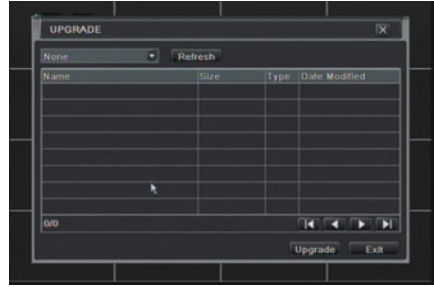 UPGRADE
None Refresh
Name Size Type Date Modified
0/0
Upgrade Exit